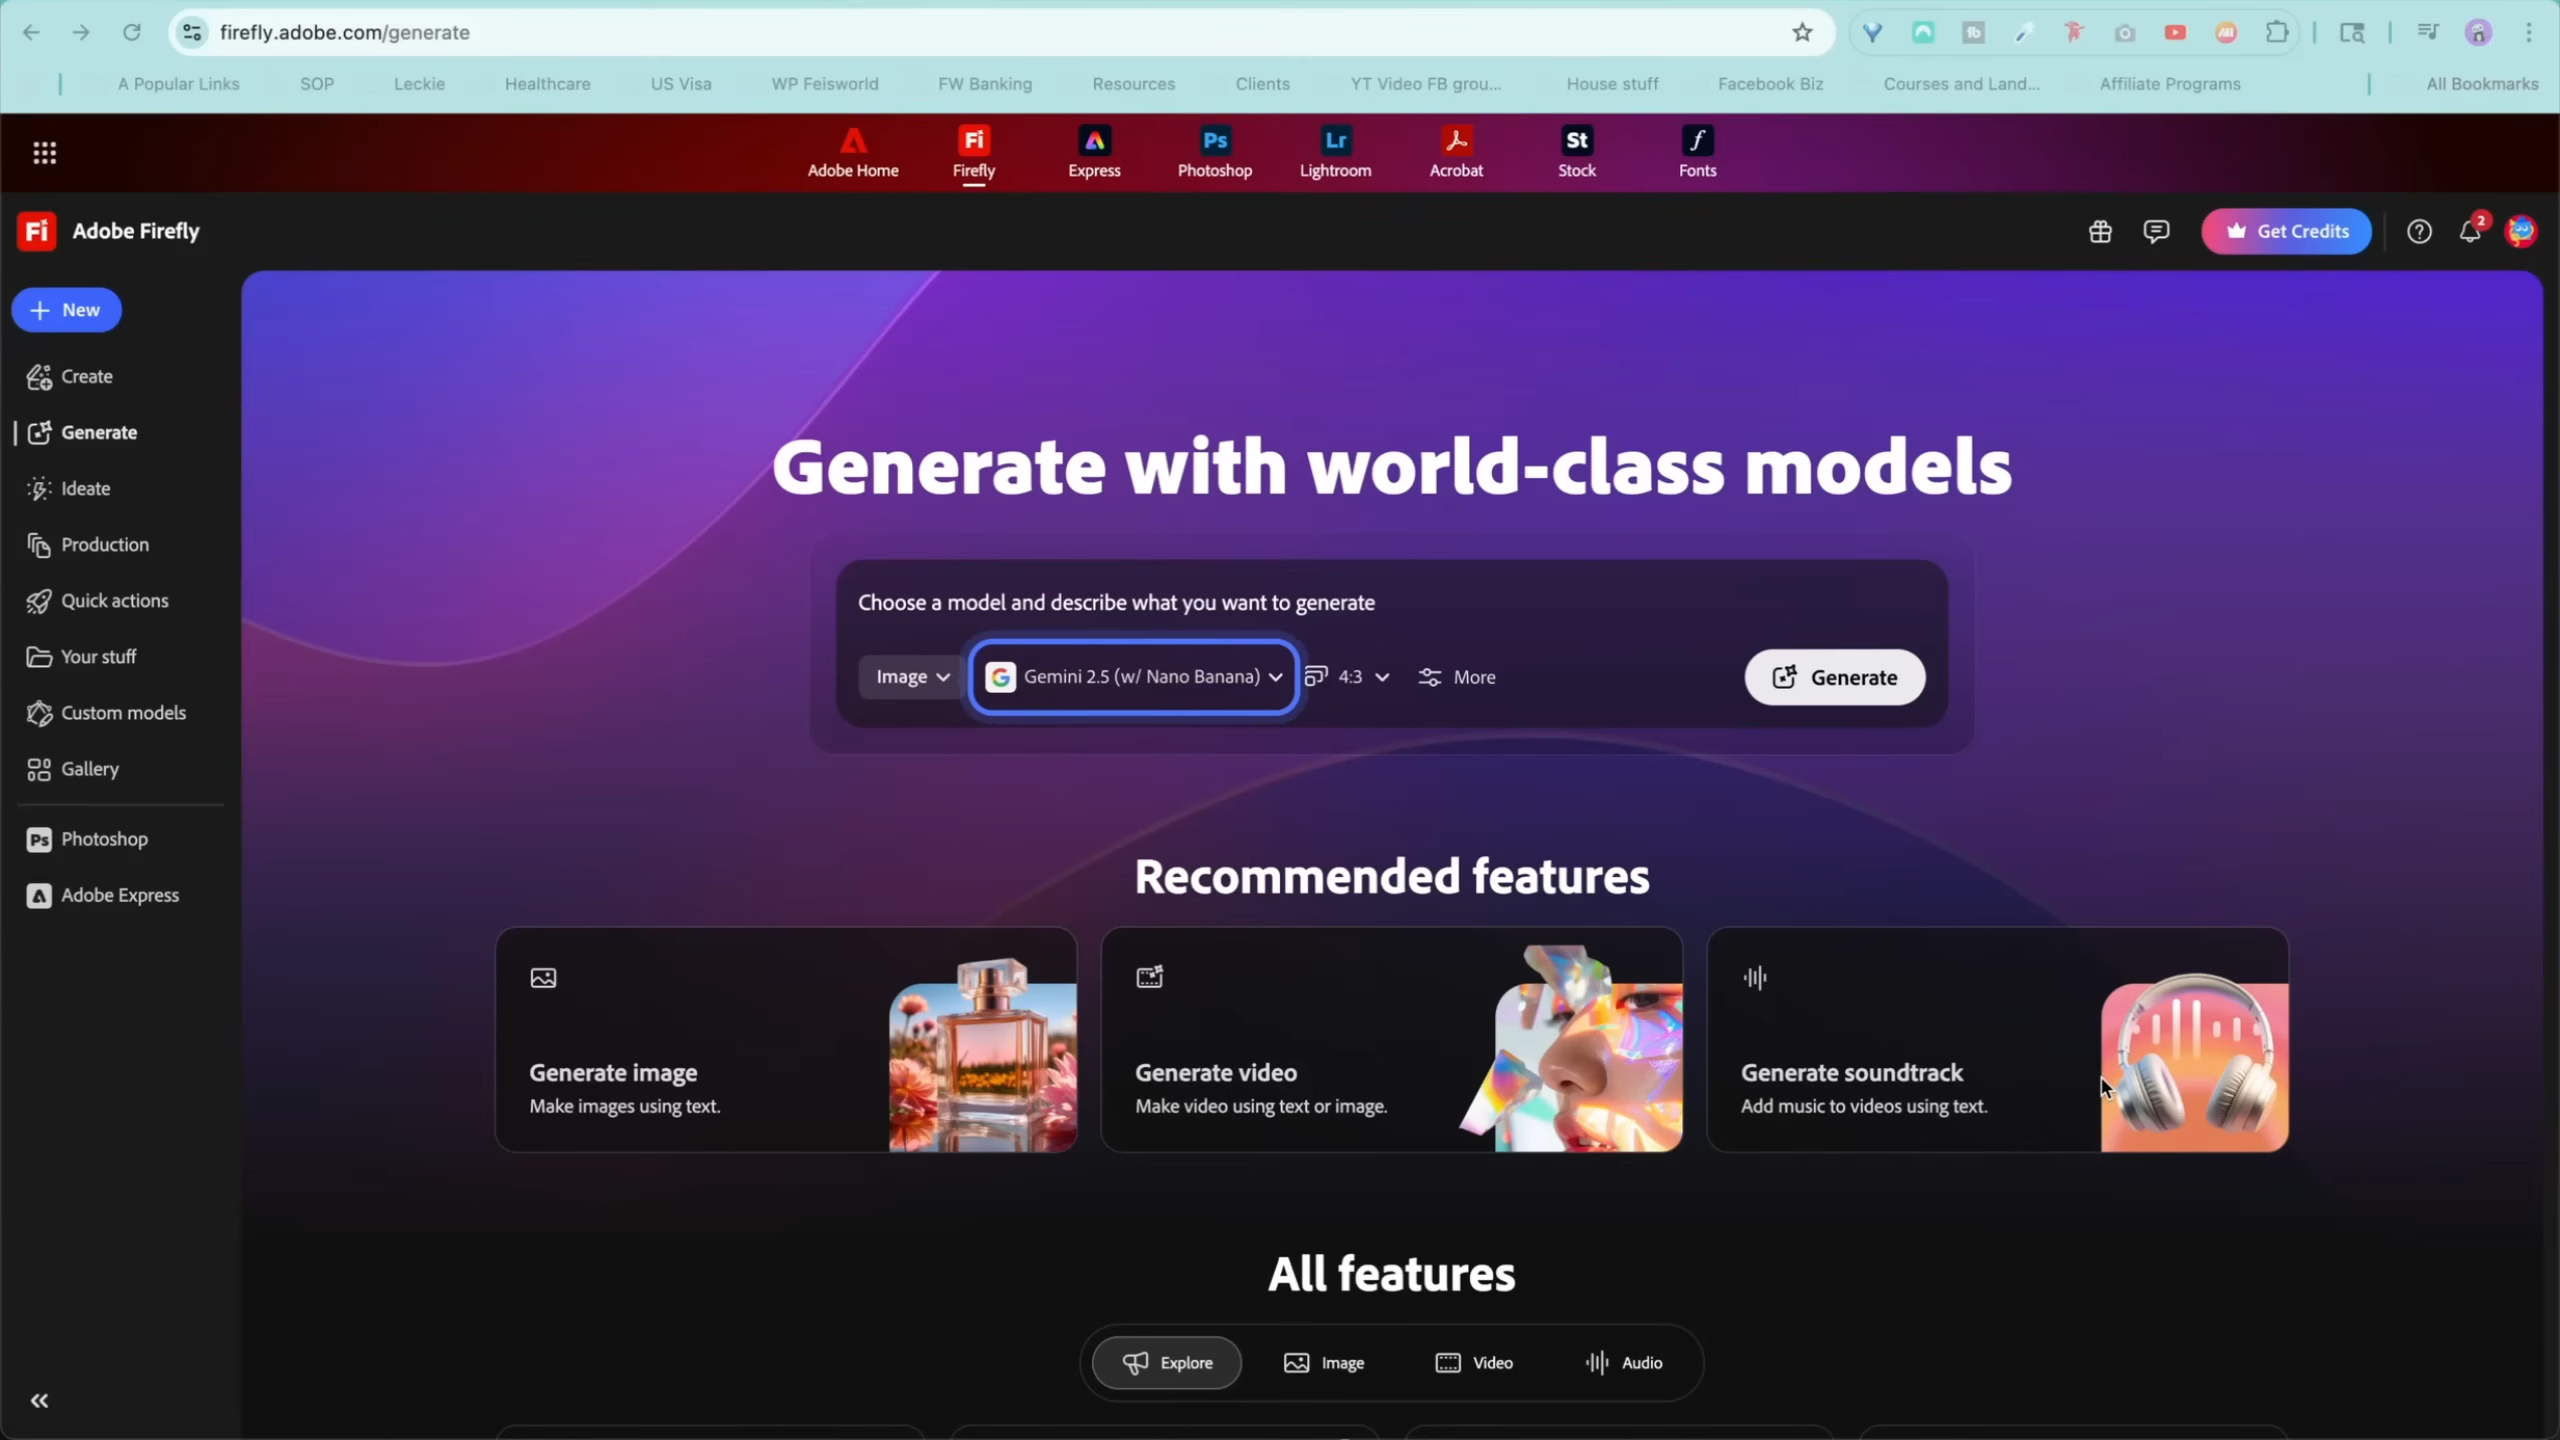 firefly.adobe.com/generate
A Popular Links SOP Leckie Healthcare US Visa WP Feisworld FW Banking Resources Clients YT Video FB grou... House stuff Facebook Biz Courses and Land... Affiliate Programs All Bookmarks
Fi Ps Lr St f
Adobe Home Firefly Express Photoshop Lightroom Acrobat Stock Fonts
Fi Adobe Firefly Get Credits 2
New
Create
Generate
Ideate
Production
Quick actions
Your stuff
Custom models
Gallery
Ps Photoshop
Adobe Express
Generate with world-class models
Choose a model and describe what you want to generate
Image G Gemini 2.5 (w/ Nano Banana) 4:3 More Generate
Recommended features
Generate image
Make images using text.
Generate video
Make video using text or image.
Generate soundtrack
Add music to videos using text.
All features
Explore Image Video Audio